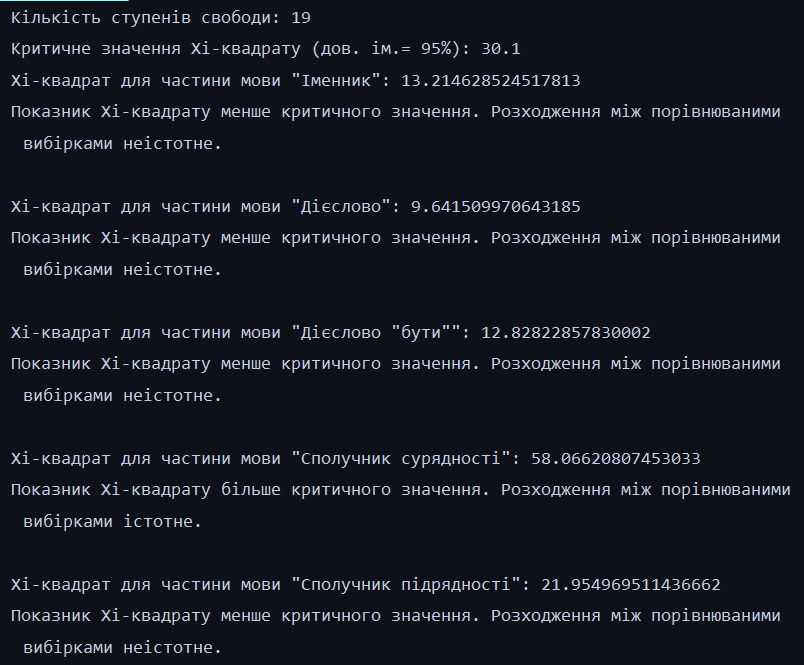 Кількість ступенів свободи: 19
Критичне значення Хі-квадрату (дов. ім.= 95%): 30.1
Хі-квадрат для частини мови "Іменник": 13.214628524517813
Показник Хі-квадрату менше критичного значення. Розходження між порівнюваними
вибірками неістотне.
Хі-квадрат для частини мови "Дієслово": 9.641509970643185
Показник Хі-квадрату менше критичного значення. Розходження між порівнюваними
вибірками неістотне.
Хі-квадрат для частини мови "Дієслово "бути"": 12.82822857830002
Показник Хі-квадрату менше критичного значення. Розходження між порівнюваними
вибірками неістотне.
Хі-квадрат для частини мови "Сполучник сурядності": 58.06620807453033
Показник Хі-квадрату більше критичного значення. Розходження між порівнюваними
вибірками істотне.
Хі-квадрат для частини мови "Сполучник підрядності": 21.954969511436662
Показник Хі-квадрату менше критичного значення. Розходження між порівнюваними
вибірками неістотне.